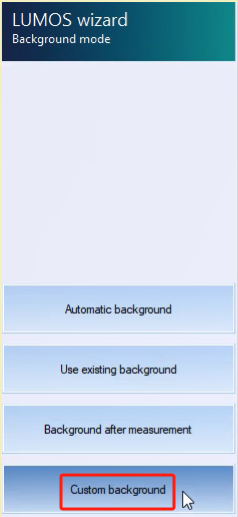 LUMOS wizard
Background mode
Automatic background
Use existing background
Background after measurement
Custom background